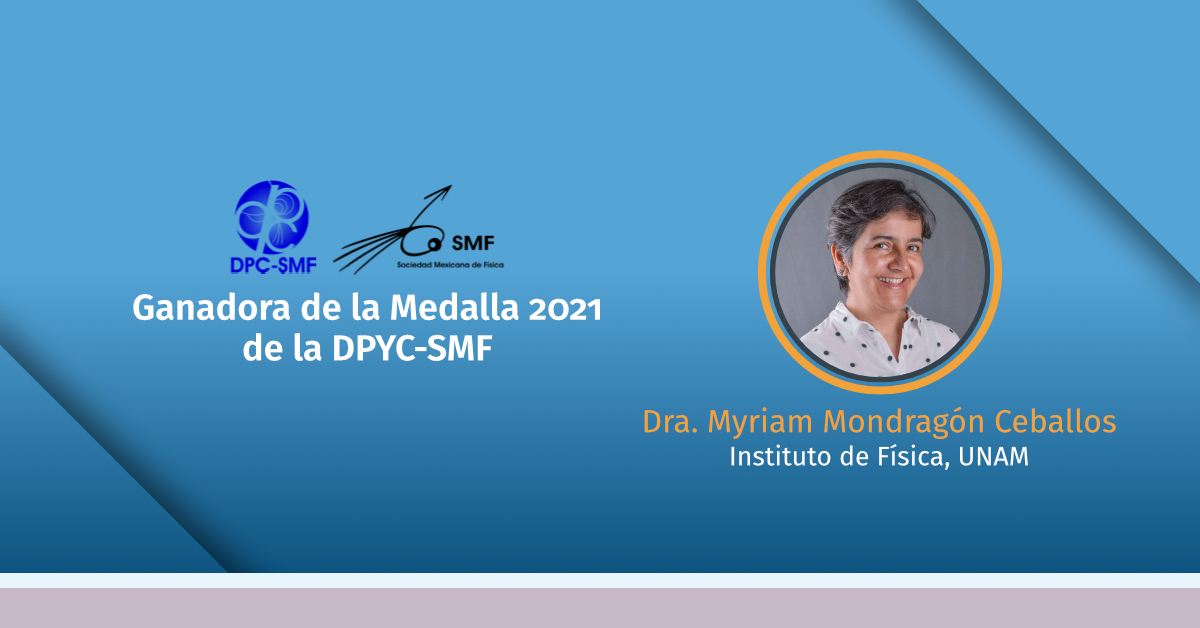 DPC-SMF
SMF
Sociedad Mexicana de Física
Ganadora de la Medalla 2021
de la DPYC-SMF
Dra. Myriam Mondragón Ceballos
Instituto de Física, UNAM